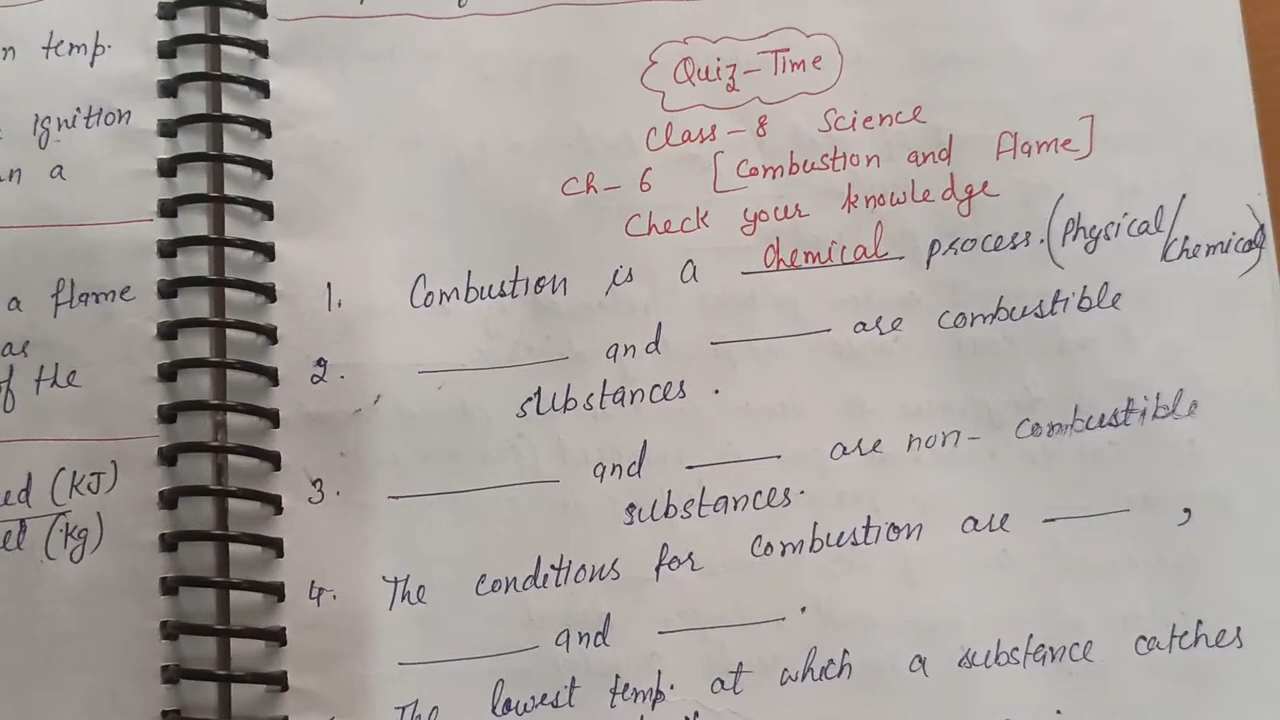 n temp.
Ignition
n a
a flame
as
of the
ed (KJ)
el (kg)
Quiz-Time
Class-8 Science
Ch-6 [Combustion and Flame]
Check your knowledge
1. Combustion is a chemical process. (Physical/Chemical)
2. ______ and ______ are combustible
substances.
3. ______ and ______ are non-combustible
substances.
4. The conditions for combustion are ______,
______ and ______.
The lowest temp. at which a substance catches